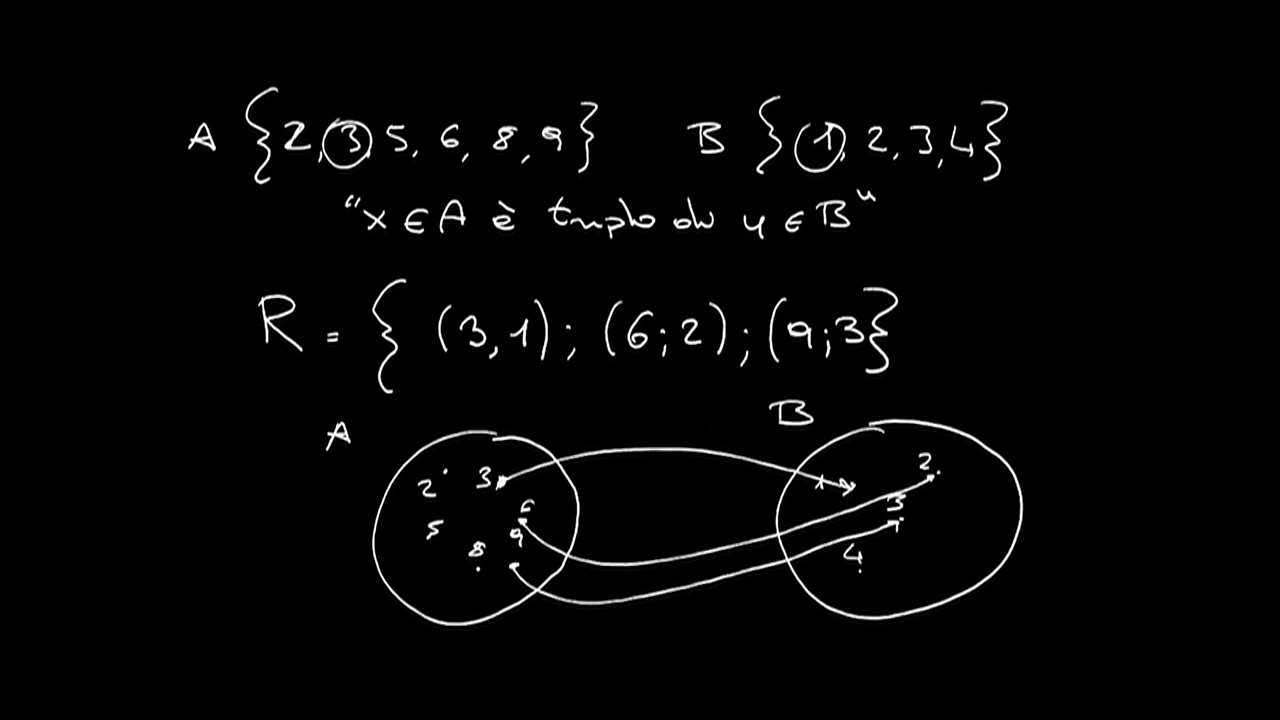 A {2, 3, 5, 6, 8, 9} B {1, 2, 3, 4}
"x ∈ A è triplo di y ∈ B"
R = { (3,1); (6;2); (9;3}
A B
2 3 1 2
5 6 3
8 9 4